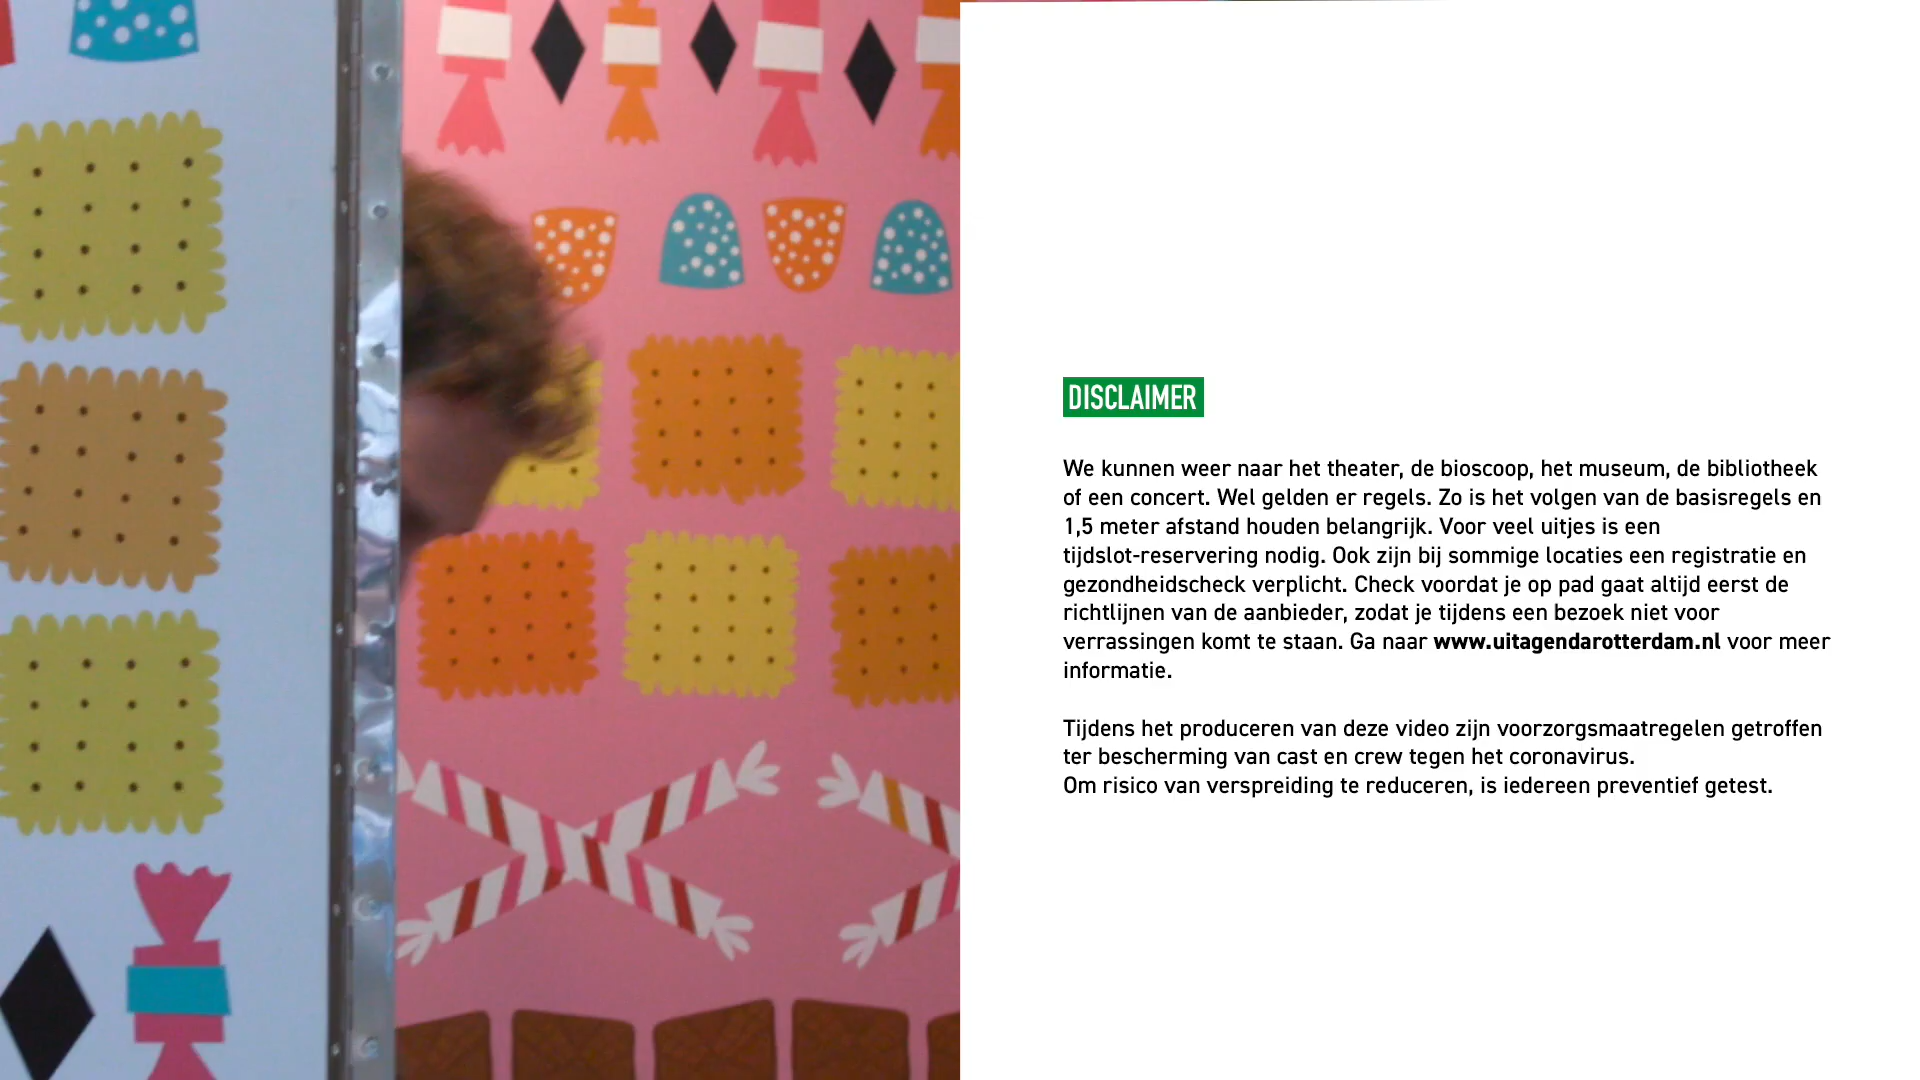 DISCLAIMER
We kunnen weer naar het theater, de bioscoop, het museum, de bibliotheek
of een concert. Wel gelden er regels. Zo is het volgen van de basisregels en
1,5 meter afstand houden belangrijk. Voor veel uitjes is een
tijdslot-reservering nodig. Ook zijn bij sommige locaties een registratie en
gezondheidscheck verplicht. Check voordat je op pad gaat altijd eerst de
richtlijnen van de aanbieder, zodat je tijdens een bezoek niet voor
verrassingen komt te staan. Ga naar www.uitagendarotterdam.nl voor meer
informatie.
Tijdens het produceren van deze video zijn voorzorgsmaatregelen getroffen
ter bescherming van cast en crew tegen het coronavirus.
Om risico van verspreiding te reduceren, is iedereen preventief getest.